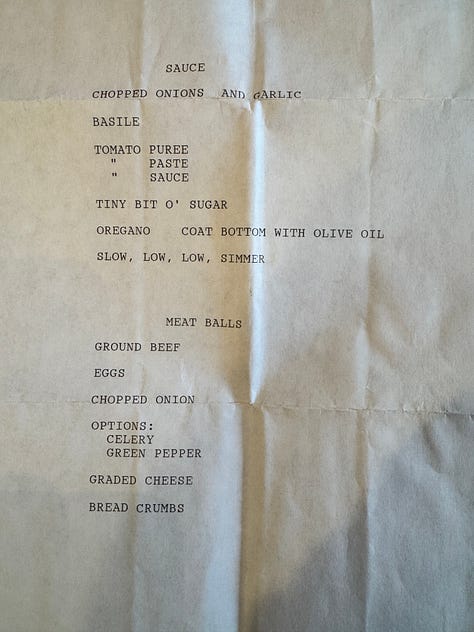 SAUCE
CHOPPED ONIONS AND GARLIC
BASILE
TOMATO PUREE
" PASTE
" SAUCE
TINY BIT O' SUGAR
OREGANO COAT BOTTOM WITH OLIVE OIL
SLOW, LOW, LOW, SIMMER
MEAT BALLS
GROUND BEEF
EGGS
CHOPPED ONION
OPTIONS:
CELERY
GREEN PEPPER
GRADED CHEESE
BREAD CRUMBS